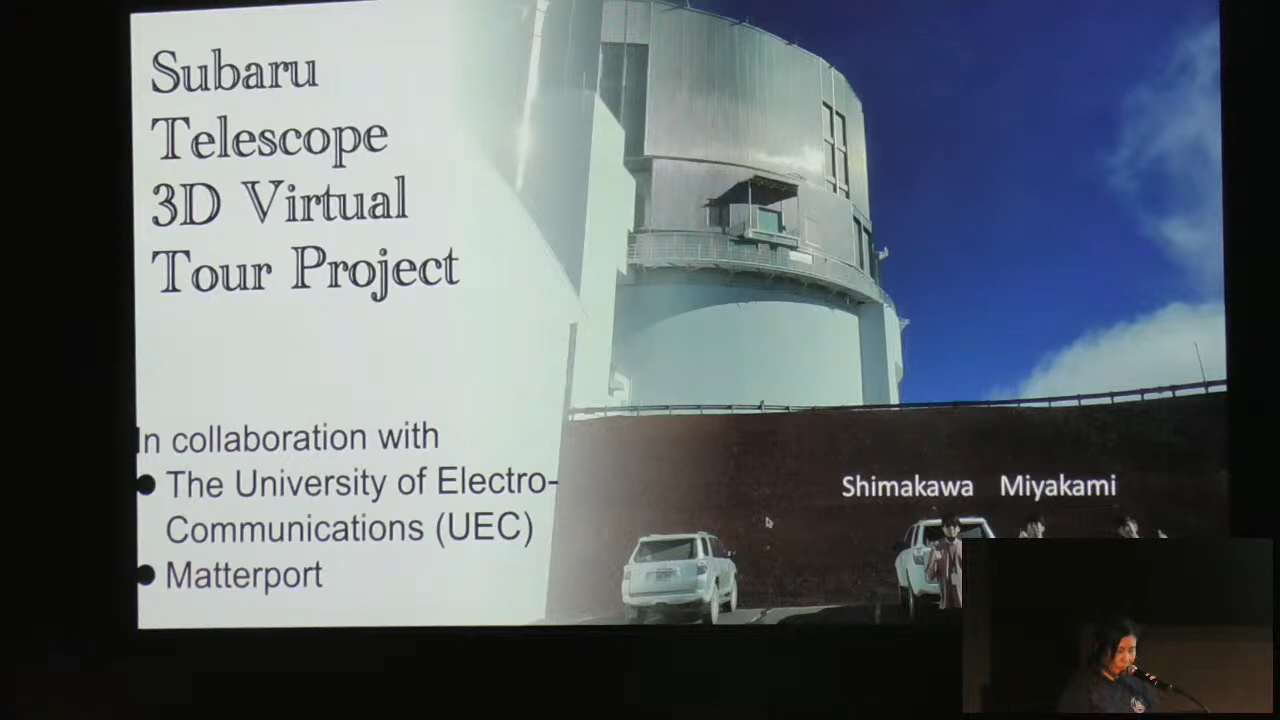 Subaru
Telescope
3D Virtual
Tour Project
In collaboration with
● The University of Electro-
Communications (UEC)
● Matterport
Shimakawa Miyakami